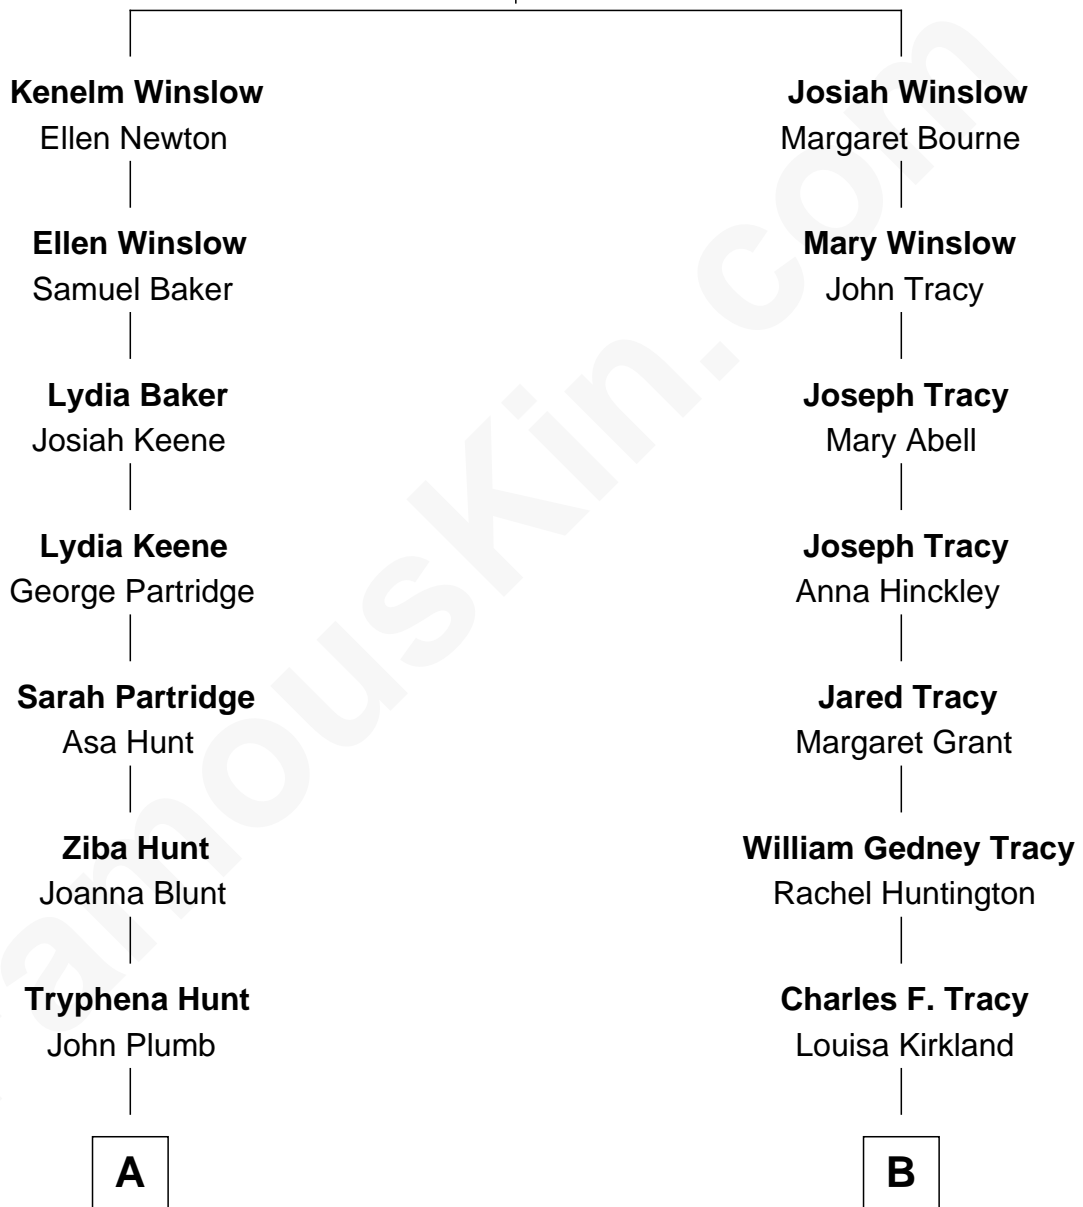 Kenelm Winslow
Ellen Newton
Ellen Winslow
Samuel Baker
Lydia Baker
Josiah Keene
Lydia Keene
George Partridge
Sarah Partridge
Asa Hunt
Ziba Hunt
Joanna Blunt
Tryphena Hunt
John Plumb
A
Josiah Winslow
Margaret Bourne
Mary Winslow
John Tracy
Joseph Tracy
Mary Abell
Joseph Tracy
Anna Hinckley
Jared Tracy
Margaret Grant
William Gedney Tracy
Rachel Huntington
Charles F. Tracy
Louisa Kirkland
B
amouskin.com